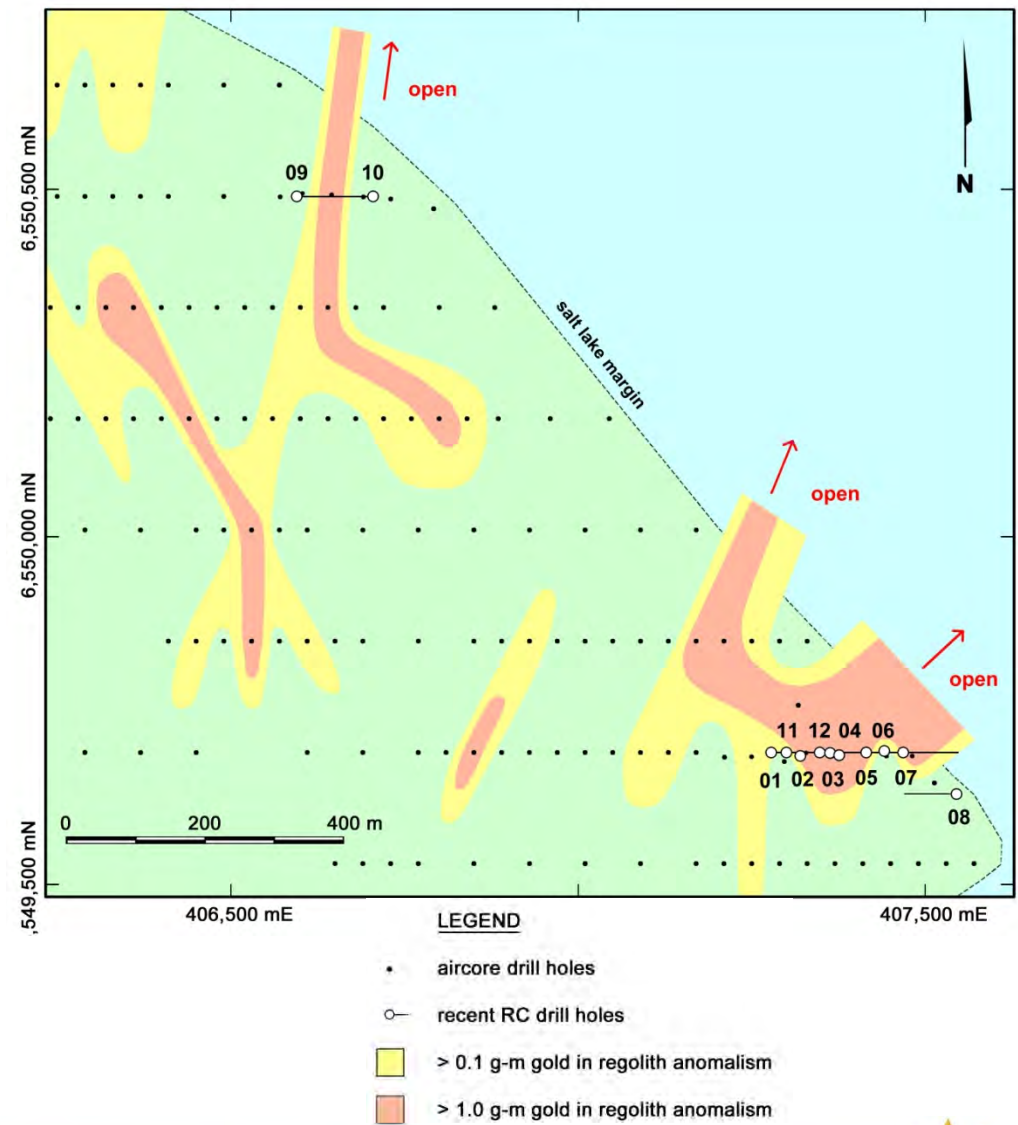 open
6,550,500 mN
09 10
N
salt lake margin
6,550,000 mN
open
open
11 12 04 06
01 02 03 05 07
08
0 200 400 m
,549,500 mN
406,500 mE
407,500 mE
LEGEND
aircore drill holes
recent RC drill holes
> 0.1 g-m gold in regolith anomalism
> 1.0 g-m gold in regolith anomalism